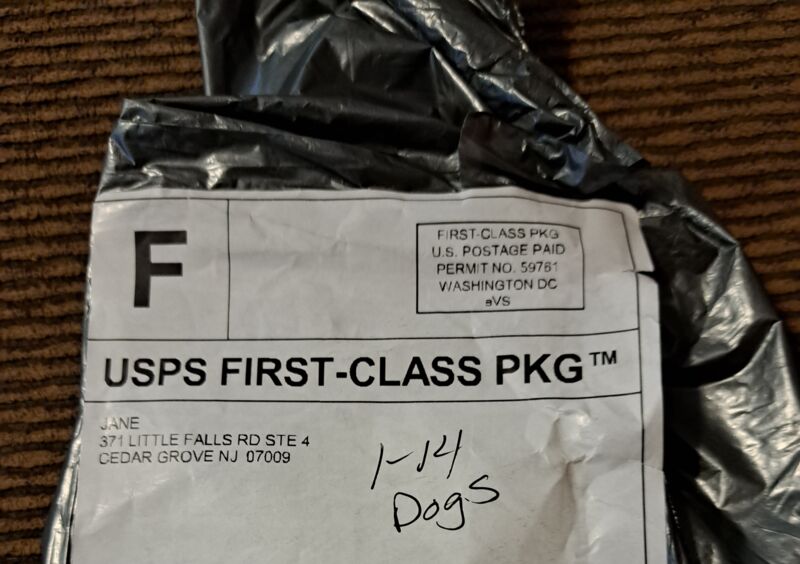 F
FIRST-CLASS PKG
U.S. POSTAGE PAID
PERMIT NO. 59761
WASHINGTON DC
eVS
USPS FIRST-CLASS PKG™
JANE
371 LITTLE FALLS RD STE 4
CEDAR GROVE NJ 07009
1-14
Dogs